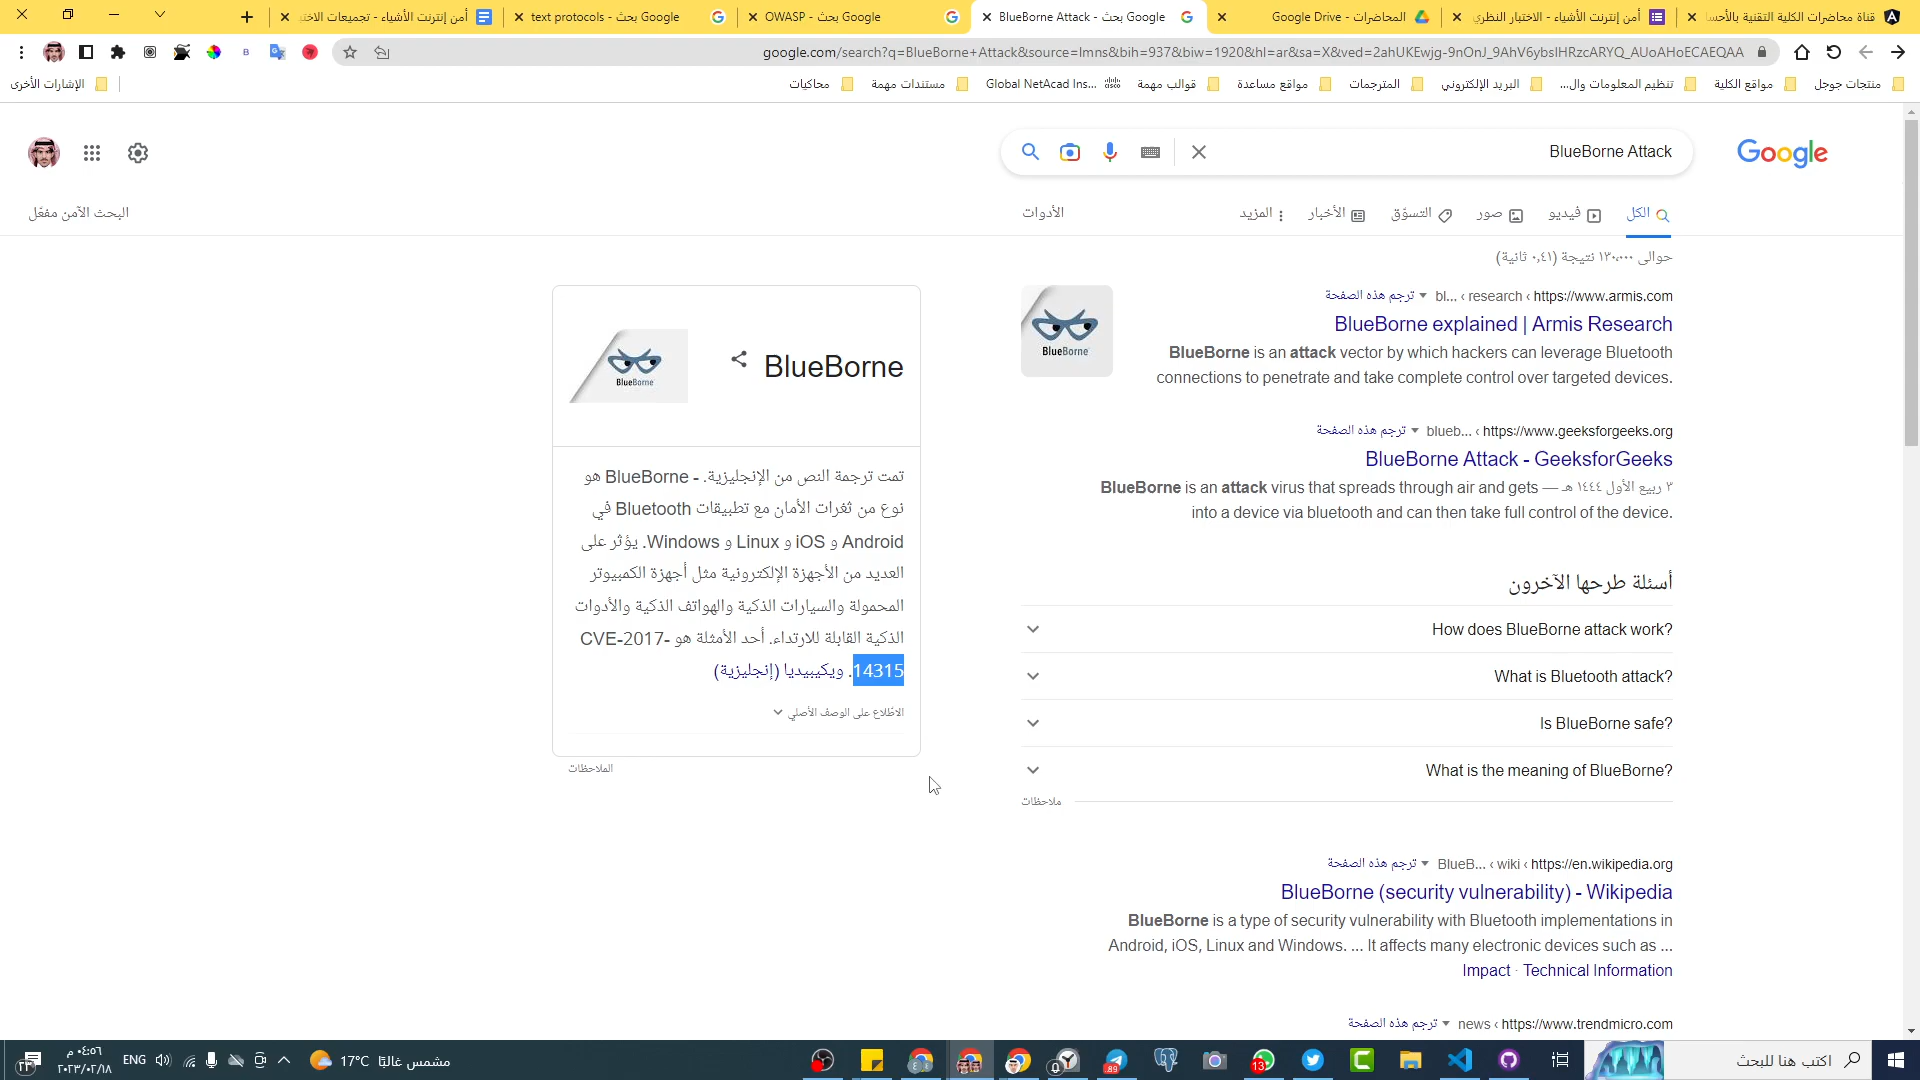 قناة محاضرات الكلية التقنية بالأحسا
أمن إنترنت الأشياء - الاختبار النظري
المحاضرات - Google Drive
BlueBorne Attack - بحث Google
OWASP - بحث Google
text protocols - بحث Google
أمن إنترنت الأشياء - تجميعات الاختب
google.com/search?q=BlueBorne+Attack&source=lmns&bih=937&biw=1920&hl=ar&sa=X&ved=2ahUKEwjg-9nOnJ_9AhV6ybsIHRzcARYQ_AUoAHoECAEQAA
منتجات جوجل
مواقع الكلية
تنظيم المعلومات وال...
البريد الإلكتروني
المترجمات
مواقع مساعدة
قوالب مهمة
Global NetAcad Ins...
مستندات مهمة
محاكيات
الإشارات الأخرى
Google
BlueBorne Attack
الكل
فيديو
صور
التسوّق
الأخبار
المزيد
الأدوات
البحث الآمن مفعّل
حوالى ١٣٠,٠٠٠ نتيجة (٠,٤١ ثانية)
https://www.armis.com › research › bl... ترجم هذه الصفحة
BlueBorne explained | Armis Research
BlueBorne is an attack vector by which hackers can leverage Bluetooth
connections to penetrate and take complete control over targeted devices.
BlueBorne
https://www.geeksforgeeks.org › blueb... ترجم هذه الصفحة
BlueBorne Attack - GeeksforGeeks
٣ ربيع الأول ١٤٤٤ هـ — BlueBorne is an attack virus that spreads through air and gets
into a device via bluetooth and can then take full control of the device.
أسئلة طرحها الآخرون
How does BlueBorne attack work?
What is Bluetooth attack?
Is BlueBorne safe?
What is the meaning of BlueBorne?
ملاحظات
https://en.wikipedia.org › wiki › BlueB... ترجم هذه الصفحة
BlueBorne (security vulnerability) - Wikipedia
BlueBorne is a type of security vulnerability with Bluetooth implementations in
Android, iOS, Linux and Windows. ... It affects many electronic devices such as ...
Impact · Technical Information
https://www.trendmicro.com › news ترجم هذه الصفحة
BlueBorne
BlueBorne
تمت ترجمة النص من الإنجليزية. - BlueBorne هو
نوع من ثغرات الأمان مع تطبيقات Bluetooth في
Android و iOS و Linux و Windows. يؤثر على
العديد من الأجهزة الإلكترونية مثل أجهزة الكمبيوتر
المحمولة والسيارات الذكية والهواتف الذكية والأدوات
الذكية القابلة للارتداء. أحد الأمثلة هو CVE-2017-
14315. ويكيبيديا (إنجليزية)
الاطّلاع على الوصف الأصلي
الملاحظات
اكتب هنا للبحث
13
89
0
17°C مشمس غالبًا
ENG
٠٤:٥٦ م
٢٠٢٣/٠٢/١٨